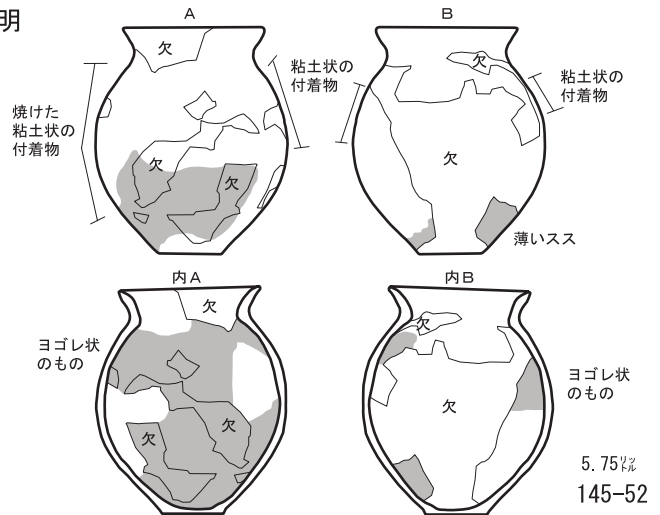 明
A
B
欠
欠
粘土状の
付着物
粘土状の
付着物
焼けた
粘土状の
付着物
欠
欠
欠
薄いスス
内A
内B
欠
欠
ヨゴレ状
のもの
ヨゴレ状
のもの
欠
欠
欠
5.75リットル
145-52